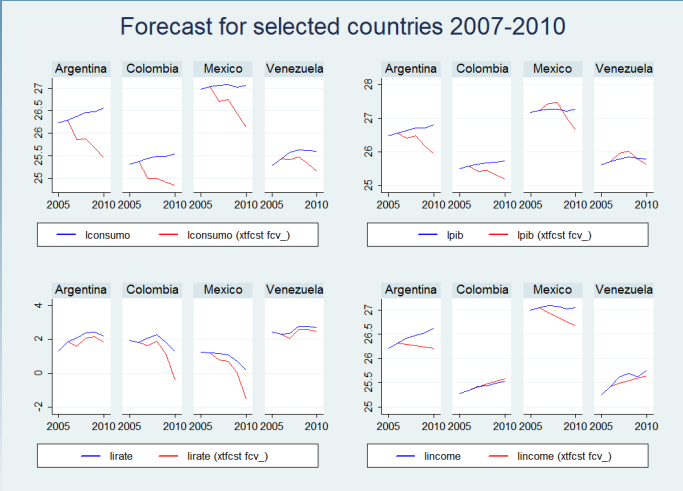 Forecast for selected countries 2007-2010
Argentina Colombia Mexico Venezuela
27
26.5
26
25.5
25
2005 2010 2005 2010 2005 2010 2005 2010
lconsumo lconsumo (xtfcst fcv_)
Argentina Colombia Mexico Venezuela
28
27
26
25
2005 2010 2005 2010 2005 2010 2005 2010
lpib lpib (xtfcst fcv_)
Argentina Colombia Mexico Venezuela
4
2
0
-2
2005 2010 2005 2010 2005 2010 2005 2010
lirate lirate (xtfcst fcv_)
Argentina Colombia Mexico Venezuela
27
26.5
26
25.5
25
2005 2010 2005 2010 2005 2010 2005 2010
lincome lincome (xtfcst fcv_)